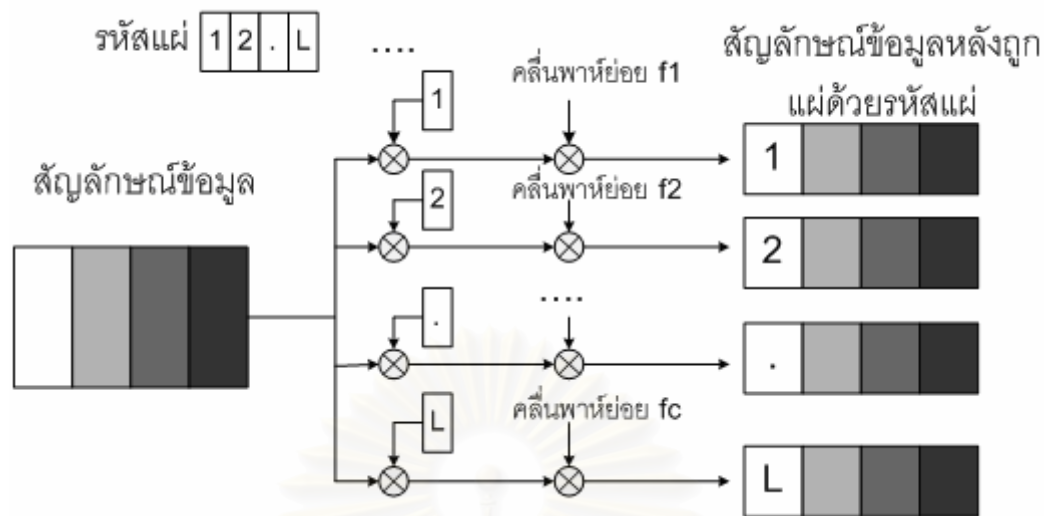 รหัสแผ่ 1 2 . L
....
สัญลักษณ์ข้อมูลหลังถูก
แผ่ด้วยรหัสแผ่
คลื่นพาห์ย่อย f1
1
1
สัญลักษณ์ข้อมูล
คลื่นพาห์ย่อย f2
2
2
....
.
.
คลื่นพาห์ย่อย fc
L
L